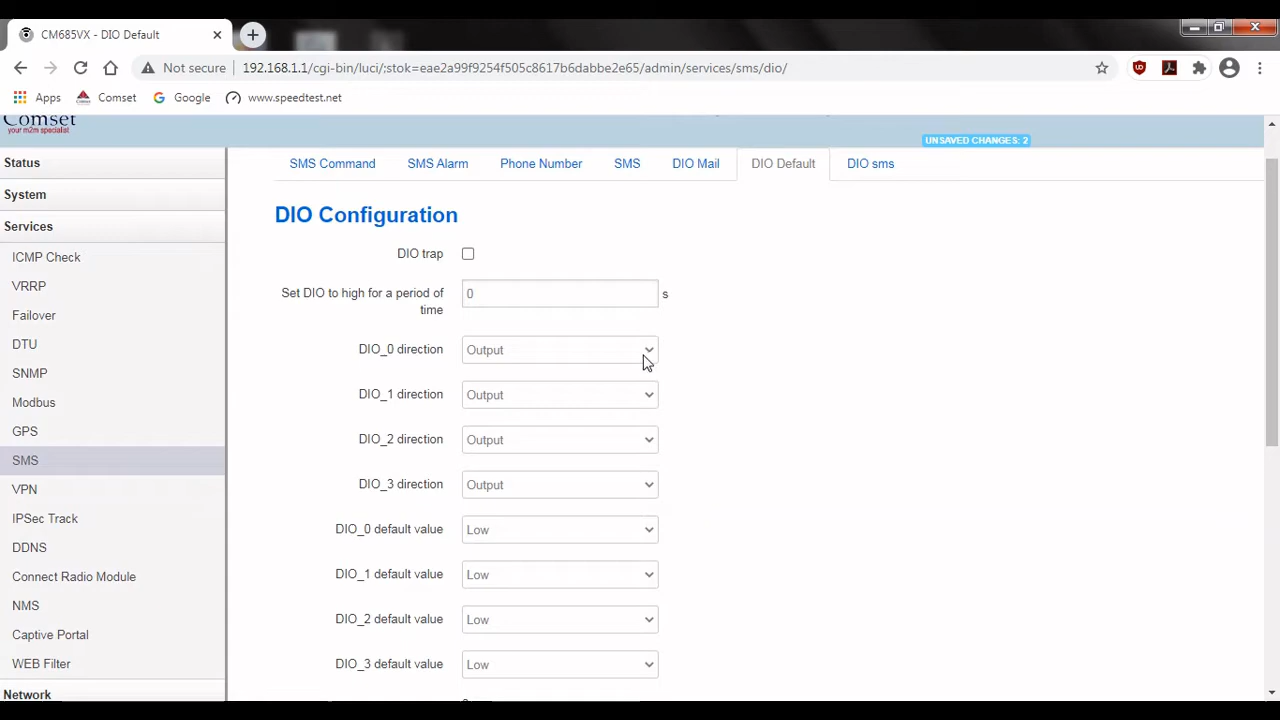 CM685VX - DIO Default
Not secure
192.168.1.1/cgi-bin/luci/;stok=eae2a99f9254f505c8617b6dabbe2e65/admin/services/sms/dio/
Apps
Comset
Google
www.speedtest.net
Comset
your m2m specialist.
UNSAVED CHANGES: 2
Status
System
Services
ICMP Check
VRRP
Failover
DTU
SNMP
Modbus
GPS
SMS
VPN
IPSec Track
DDNS
Connect Radio Module
NMS
Captive Portal
WEB Filter
Network
SMS Command
SMS Alarm
Phone Number
SMS
DIO Mail
DIO Default
DIO sms
DIO Configuration
DIO trap
Set DIO to high for a period of
time
0 s
DIO_0 direction Output
DIO_1 direction Output
DIO_2 direction Output
DIO_3 direction Output
DIO_0 default value Low
DIO_1 default value Low
DIO_2 default value Low
DIO_3 default value Low